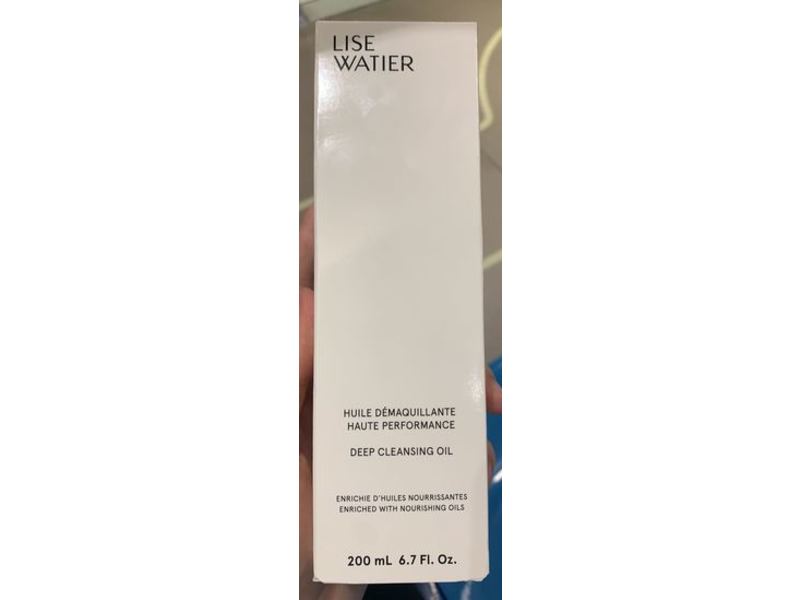 LISE
WATIER
HUILE DÉMAQUILLANTE
HAUTE PERFORMANCE
DEEP CLEANSING OIL
ENRICHIE D'HUILES NOURRISSANTES
ENRICHED WITH NOURISHING OILS
200 mL 6.7 Fl. Oz.